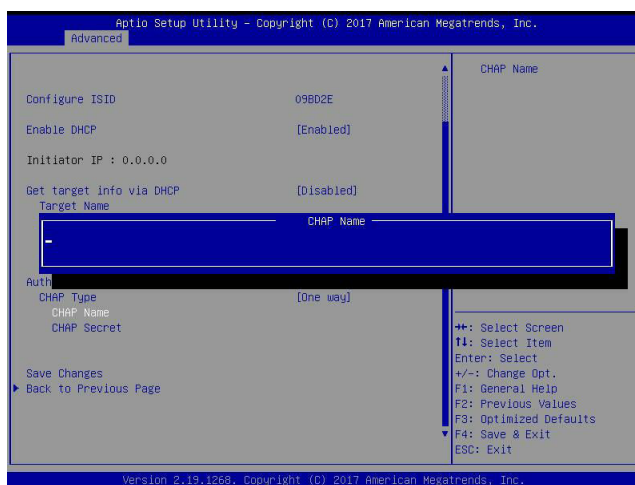 Aptio Setup Utility – Copyright (C) 2017 American Megatrends, Inc.
Advanced
CHAP Name
Configure ISID 09BD2E
Enable DHCP [Enabled]
Initiator IP : 0.0.0.0
Get target info via DHCP [Disabled]
Target Name
CHAP Name
Auth
CHAP Type [One way]
CHAP Name
CHAP Secret
Save Changes
Back to Previous Page
→←: Select Screen
↑↓: Select Item
Enter: Select
+/-: Change Opt.
F1: General Help
F2: Previous Values
F3: Optimized Defaults
F4: Save & Exit
ESC: Exit
Version 2.19.1268. Copyright (C) 2017 American Megatrends, Inc.